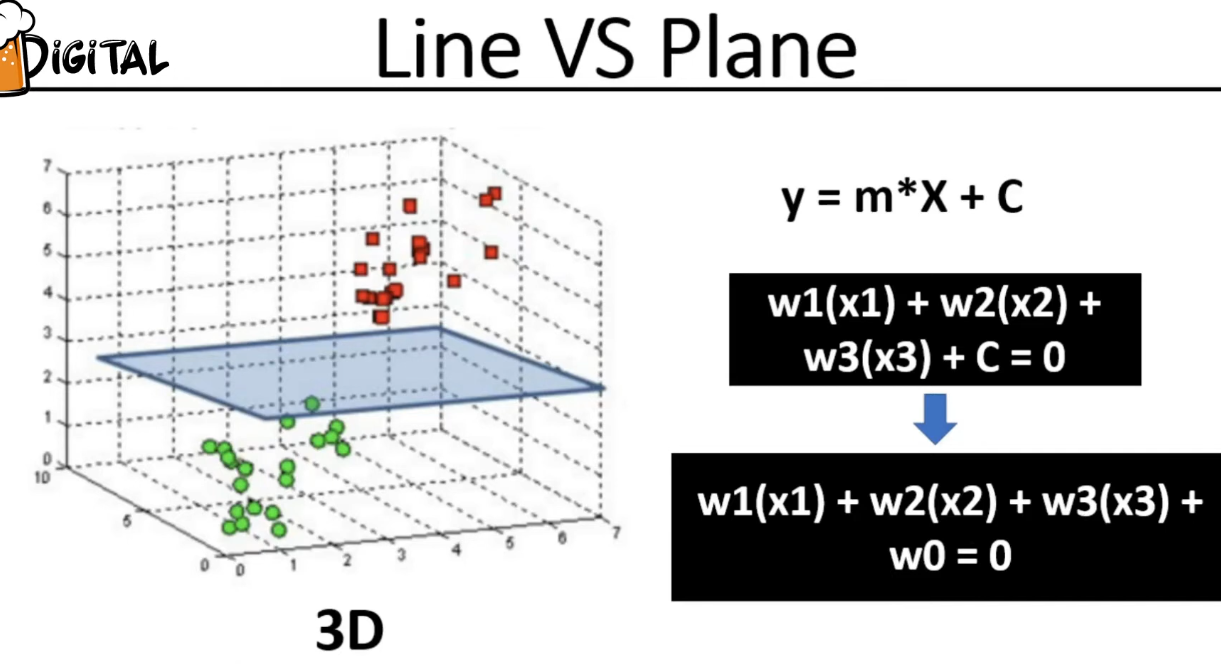 DiGiTAL
Line VS Plane
7
6
5
4
3
2
1
0
10
5
0
0
1
2
3
4
5
6
7
3D
y = m*X + C
w1(x1) + w2(x2) +
w3(x3) + C = 0
w1(x1) + w2(x2) + w3(x3) +
w0 = 0